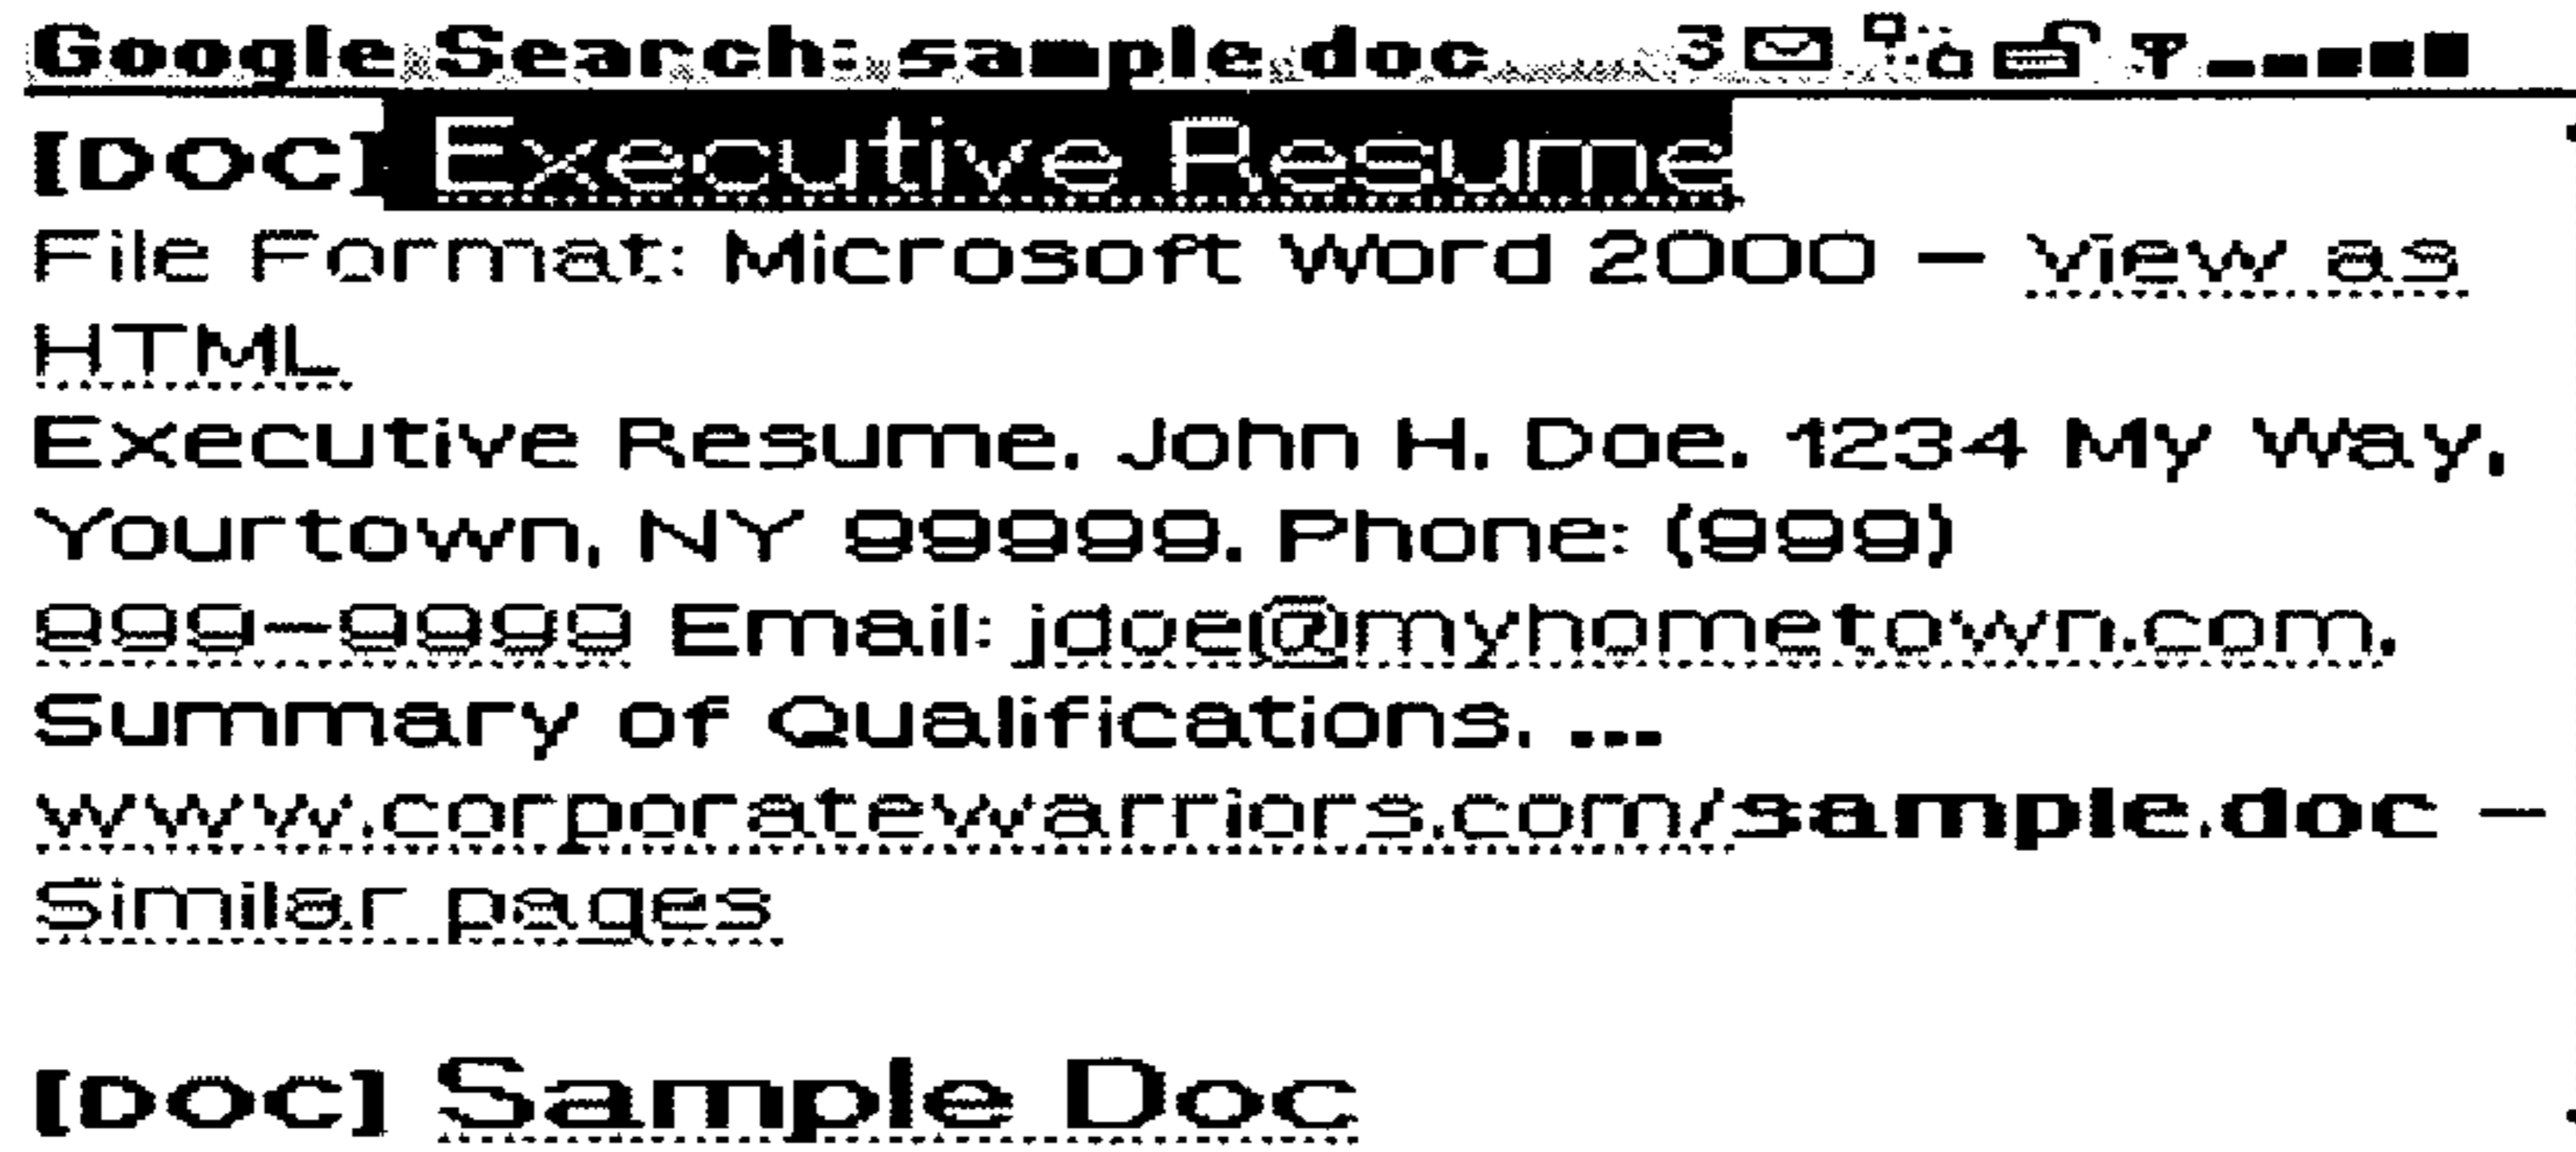 Google Search: sample.doc 3
[DOC] Executive Resume
File Format: Microsoft Word 2000 - View as
HTML
Executive Resume. John H. Doe. 1234 My Way,
Yourtown, NY 99999. Phone: (999)
999-9999 Email: jdoe@myhometown.com.
Summary of Qualifications. ...
www.corporatewarriors.com/sample.doc -
Similar pages
[DOC] Sample Doc